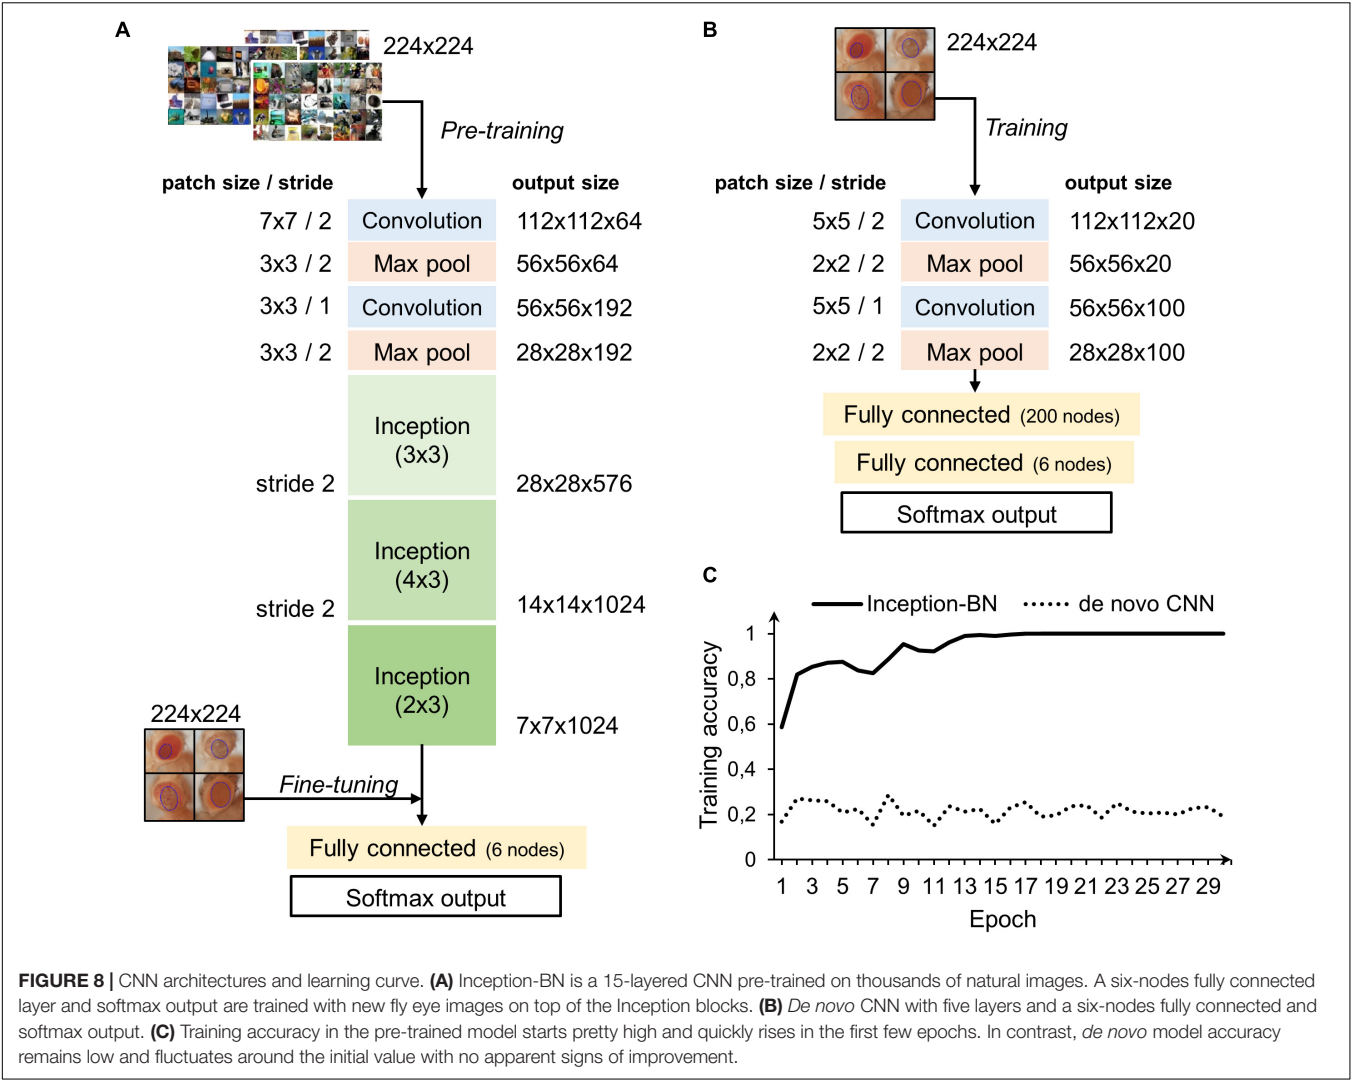 A
224x224
Pre-training
patch size / stride
output size
7x7 / 2
Convolution
112x112x64
3x3 / 2
Max pool
56x56x64
3x3 / 1
Convolution
56x56x192
3x3 / 2
Max pool
28x28x192
Inception
(3x3)
stride 2
28x28x576
Inception
(4x3)
stride 2
14x14x1024
Inception
(2x3)
7x7x1024
224x224
Fine-tuning
Fully connected (6 nodes)
Softmax output
B
224x224
Training
patch size / stride
output size
5x5 / 2
Convolution
112x112x20
2x2 / 2
Max pool
56x56x20
5x5 / 1
Convolution
56x56x100
2x2 / 2
Max pool
28x28x100
Fully connected (200 nodes)
Fully connected (6 nodes)
Softmax output
C
Inception-BN
de novo CNN
Training accuracy
1
0,8
0,6
0,4
0,2
0
1 3 5 7 9 11 13 15 17 19 21 23 25 27 29
Epoch
FIGURE 8 | CNN architectures and learning curve. (A) Inception-BN is a 15-layered CNN pre-trained on thousands of natural images. A six-nodes fully connected
layer and softmax output are trained with new fly eye images on top of the Inception blocks. (B) De novo CNN with five layers and a six-nodes fully connected and
softmax output. (C) Training accuracy in the pre-trained model starts pretty high and quickly rises in the first few epochs. In contrast, de novo model accuracy
remains low and fluctuates around the initial value with no apparent signs of improvement.